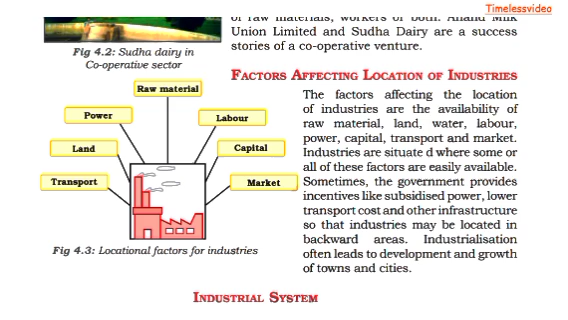 Timelessvideo
of raw materials, workers or both. Anand Milk
Union Limited and Sudha Dairy are a success
stories of a co-operative venture.
Fig 4.2: Sudha dairy in
Co-operative sector
FACTORS AFFECTING LOCATION OF INDUSTRIES
Raw material
Power
Labour
Land
Capital
Transport
Market
Fig 4.3: Locational factors for industries
The factors affecting the location
of industries are the availability of
raw material, land, water, labour,
power, capital, transport and market.
Industries are situate d where some or
all of these factors are easily available.
Sometimes, the government provides
incentives like subsidised power, lower
transport cost and other infrastructure
so that industries may be located in
backward areas. Industrialisation
often leads to development and growth
of towns and cities.
INDUSTRIAL SYSTEM